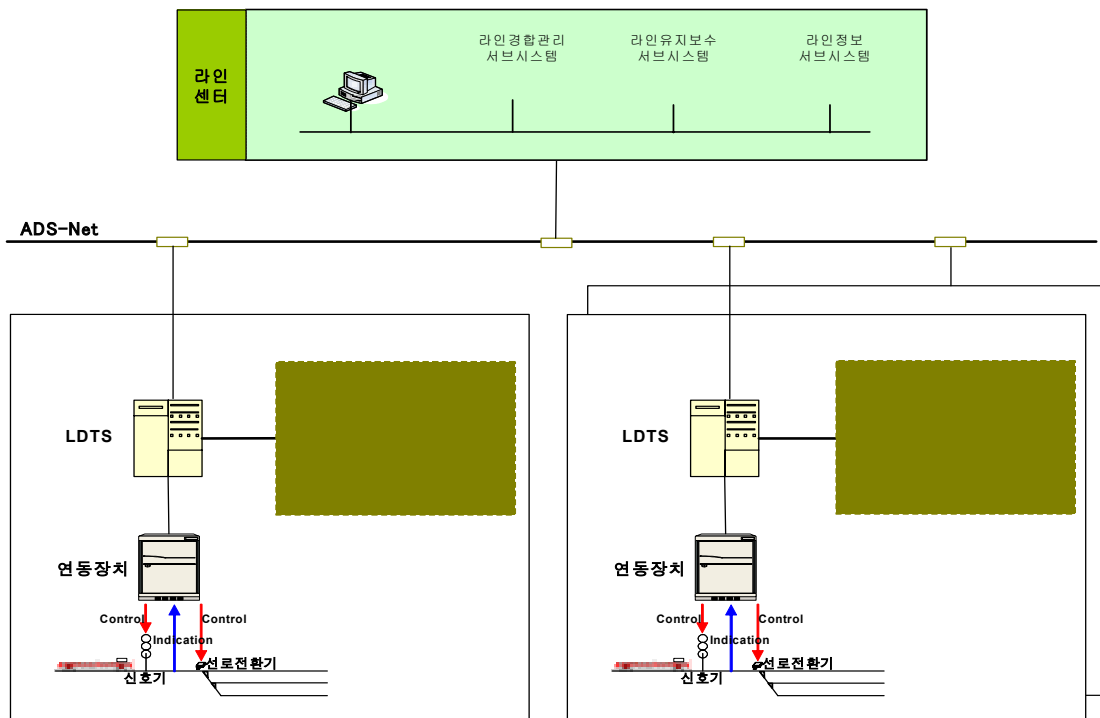 라인경합관리
서브시스템
라인유지보수
서브시스템
라인정보
서브시스템
라인
센터
ADS-Net
LDTS
연동장치
Control
Control
Indication
선로전환기
신호기
LDTS
연동장치
Control
Control
Indication
선로전환기
신호기